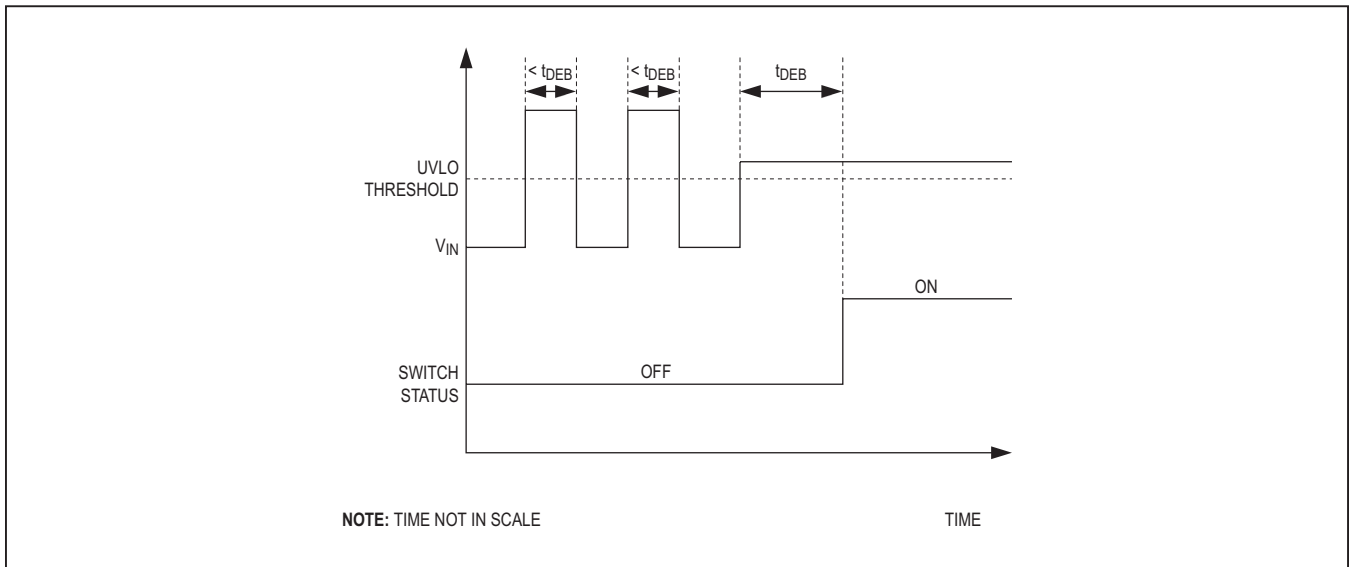 < tDEB
< tDEB
tDEB
UVLO
THRESHOLD
VIN
ON
SWITCH
STATUS
OFF
NOTE: TIME NOT IN SCALE
TIME